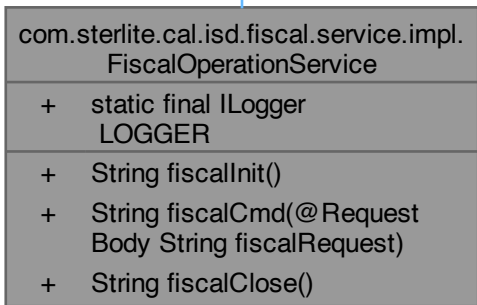 com.sterlite.cal.isd.fiscal.service.impl.
FiscalOperationService
+ static final ILogger
LOGGER
+ String fiscalInit()
+ String fiscalCmd(@Request
Body String fiscalRequest)
+ String fiscalClose()